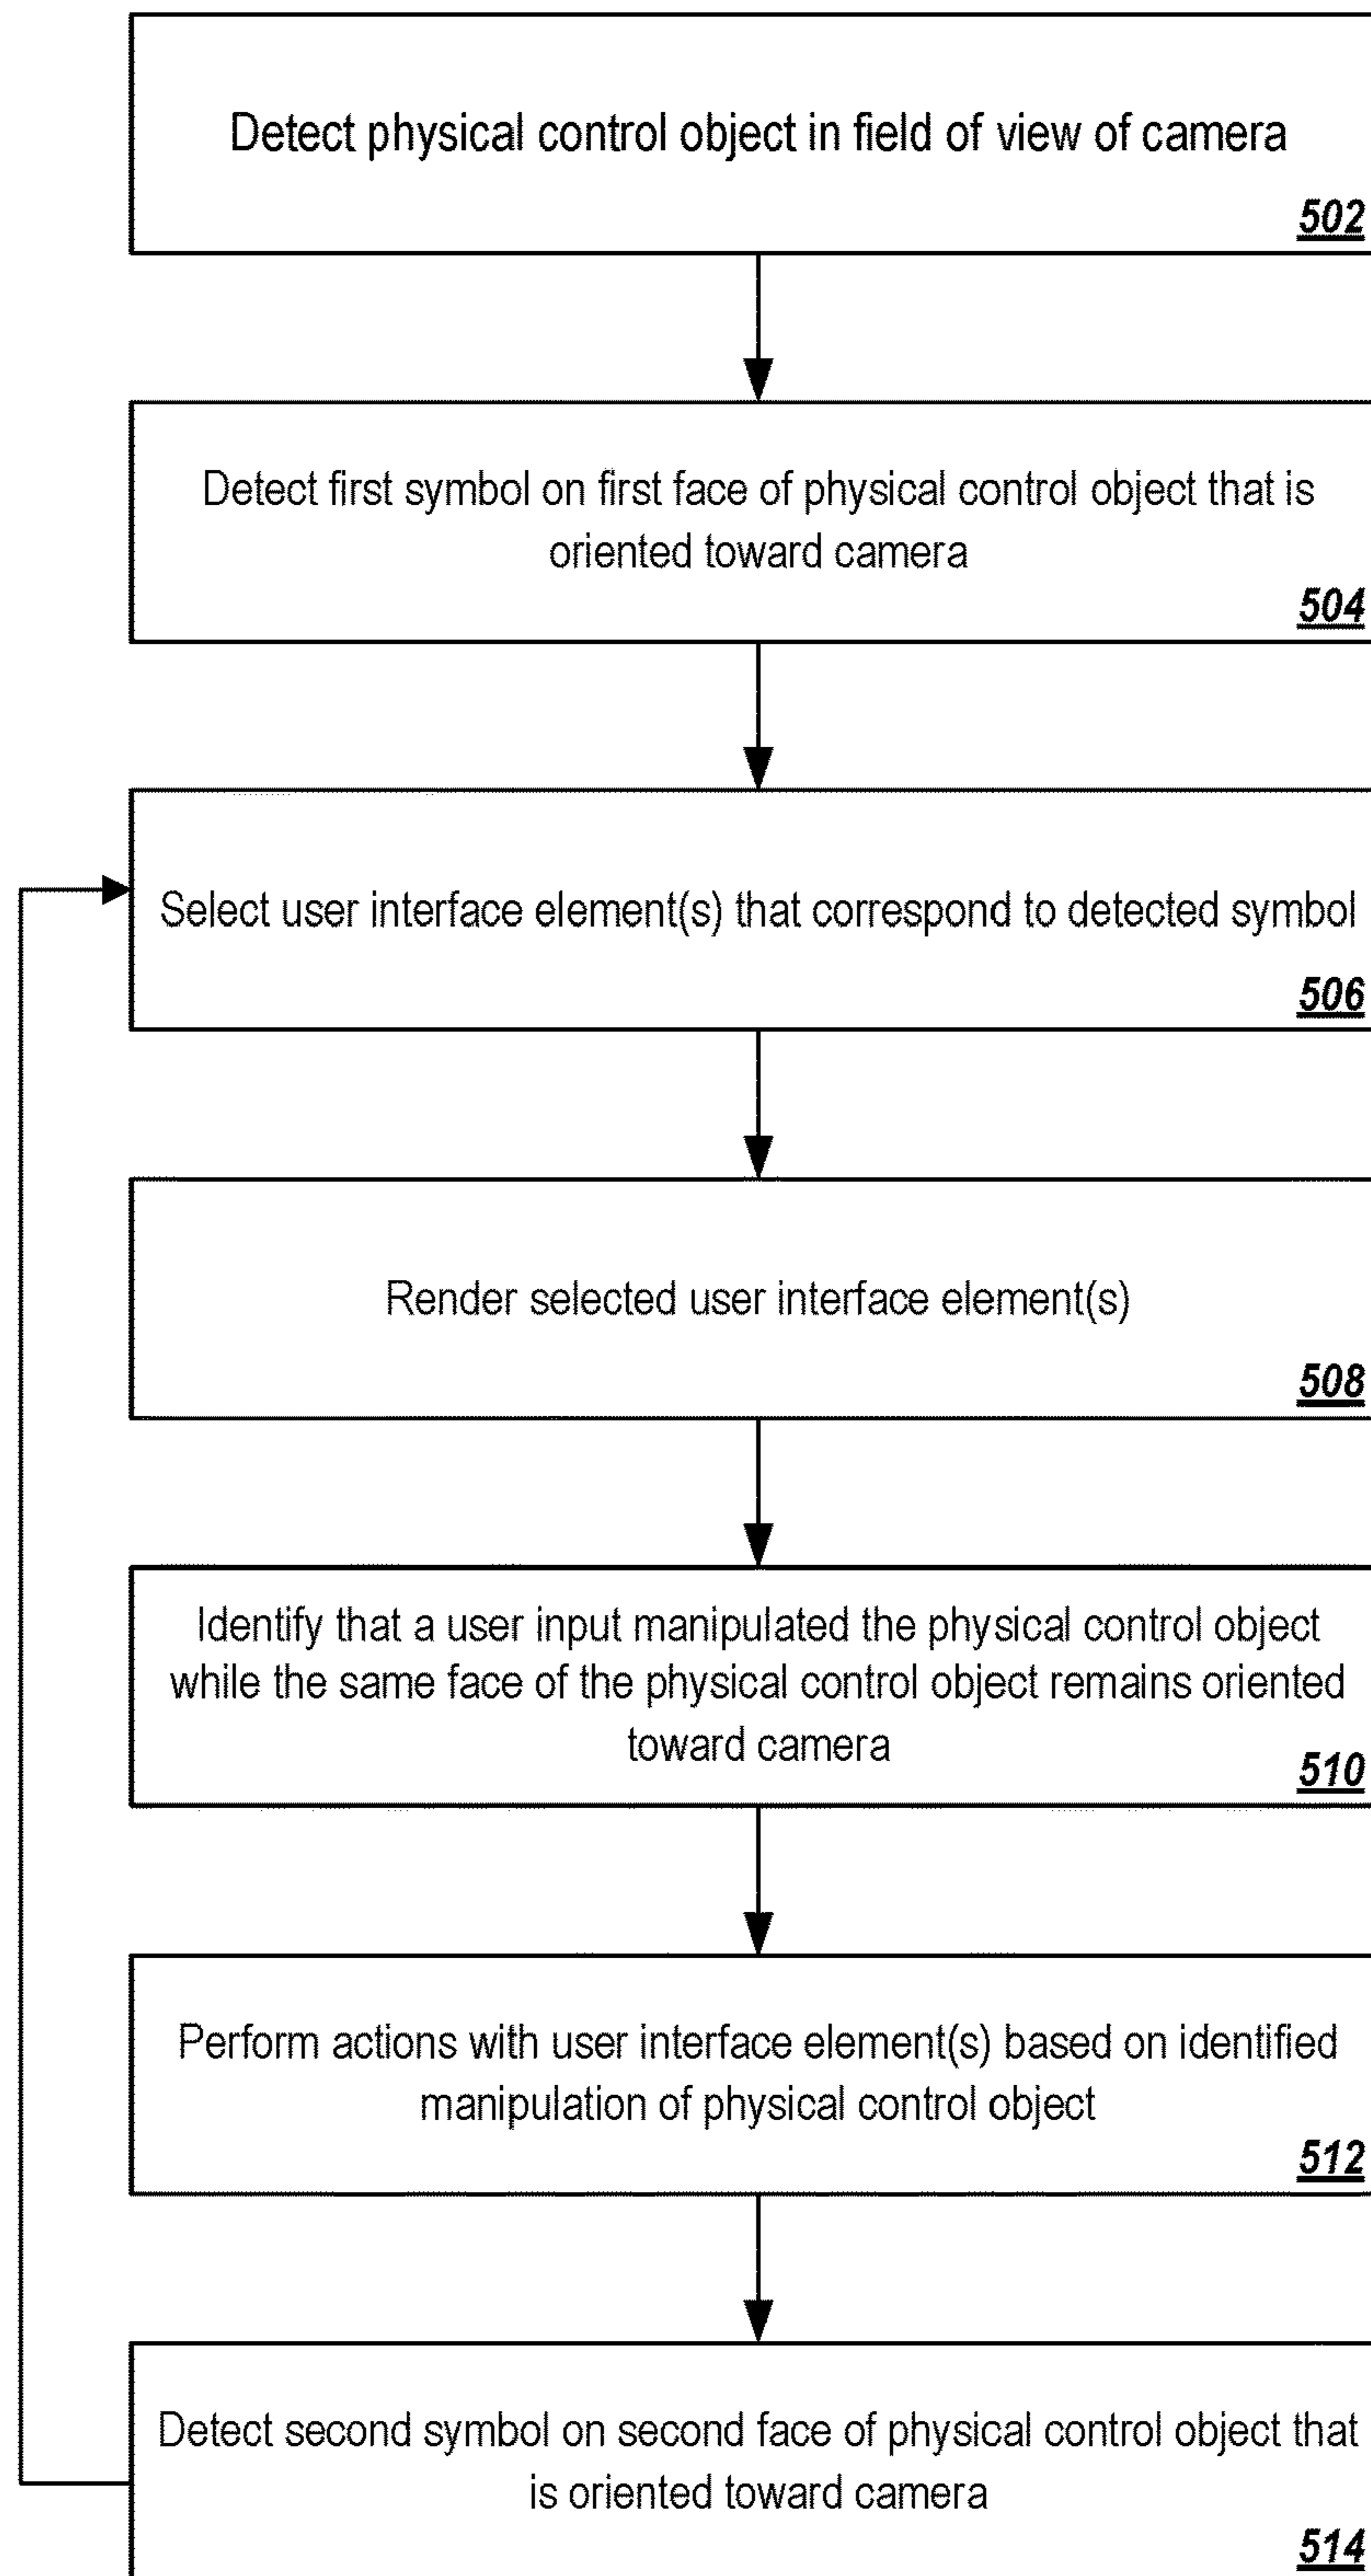 Detect physical control object in field of view of camera
502
Detect first symbol on first face of physical control object that is
oriented toward camera
504
Select user interface element(s) that correspond to detected symbol
506
Render selected user interface element(s)
508
Identify that a user input manipulated the physical control object
while the same face of the physical control object remains oriented
toward camera
510
Perform actions with user interface element(s) based on identified
manipulation of physical control object
512
Detect second symbol on second face of physical control object that
is oriented toward camera
514